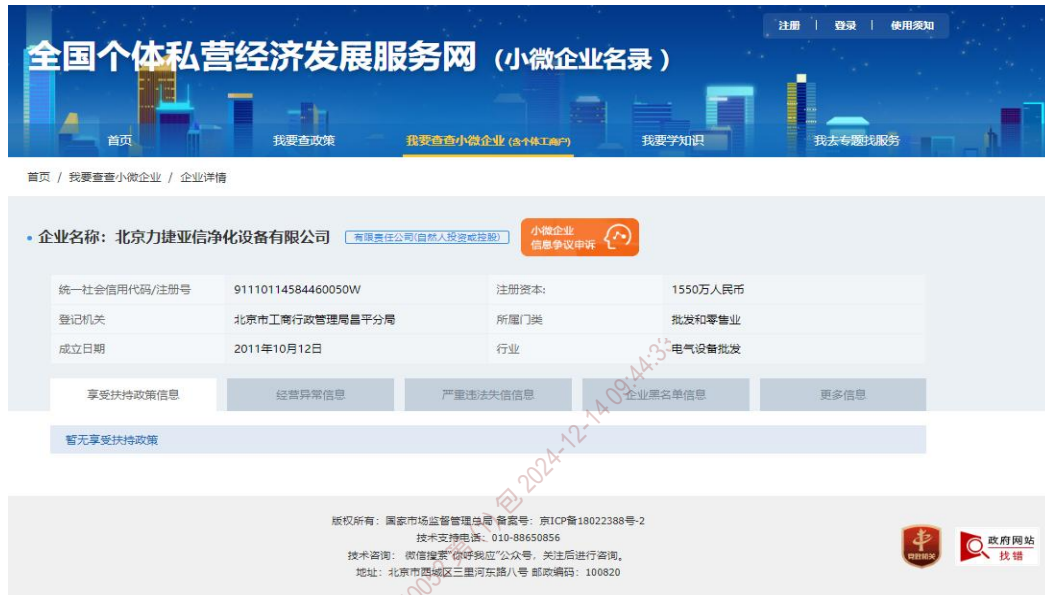 注册 | 登录 | 使用须知
全国个体私营经济发展服务网 (小微企业名录)
首页 我要查政策 我要查查小微企业 (含个体工商户) 我要学知识 我去专题找服务
首页 / 我要查查小微企业 / 企业详情
企业名称：北京力捷亚信净化设备有限公司 有限责任公司(自然人投资或控股) 小微企业
信息争议申诉
统一社会信用代码/注册号 91110114584460050W 注册资本: 1550万人民币
登记机关 北京市工商行政管理局昌平分局 所属门类 批发和零售业
成立日期 2011年10月12日 行业 电气设备批发
享受扶持政策信息 经营异常信息 严重违法失信信息 企业黑名单信息 更多信息
暂无享受扶持政策
版权所有：国家市场监督管理总局 备案号：京ICP备18022388号-2
技术支持电话：010-88650856
技术咨询：微信搜索“你呼我应”公众号，关注后进行咨询。
地址：北京市西城区三里河东路八号 邮政编码：100820
党政机关
政府网站
找错
第(1)包 2024-12-14 09:44:33